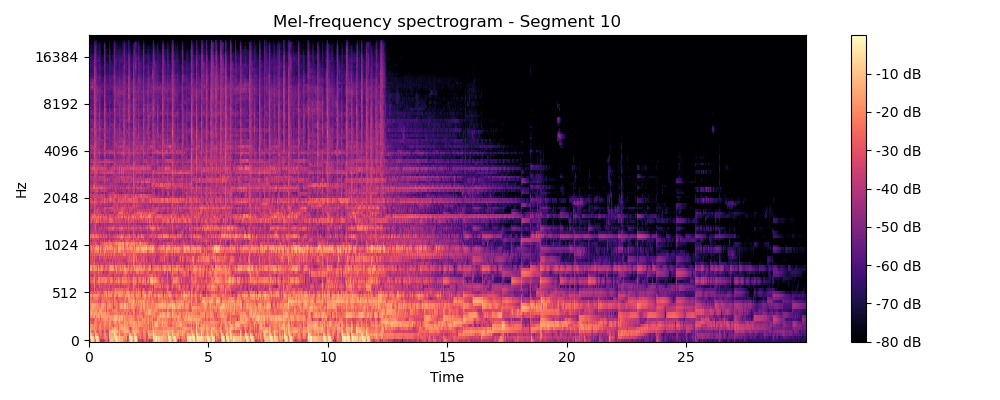 Mel-frequency spectrogram - Segment 10
Hz
16384
8192
4096
2048
1024
512
0
0 5 10 15 20 25
Time
-10 dB
-20 dB
-30 dB
-40 dB
-50 dB
-60 dB
-70 dB
-80 dB